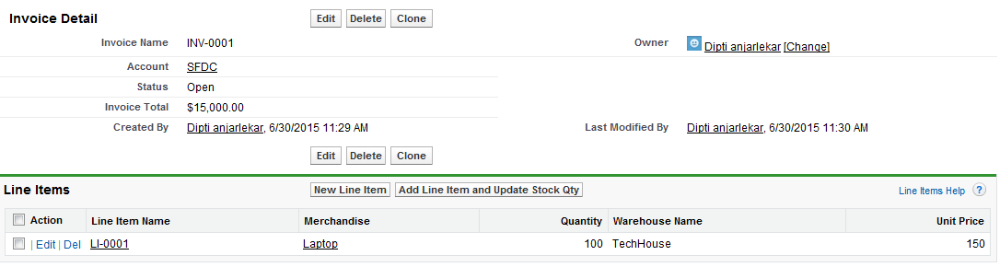 Invoice Detail Edit Delete Clone
Invoice Name INV-0001 Owner Dipti anjarlekar [Change]
Account SFDC
Status Open
Invoice Total $15,000.00
Created By Dipti anjarlekar, 6/30/2015 11:29 AM Last Modified By Dipti anjarlekar, 6/30/2015 11:30 AM
Edit Delete Clone
Line Items New Line Item Add Line Item and Update Stock Qty Line Items Help ?
Action Line Item Name Merchandise Quantity Warehouse Name Unit Price
| Edit | Del LI-0001 Laptop 100 TechHouse 150